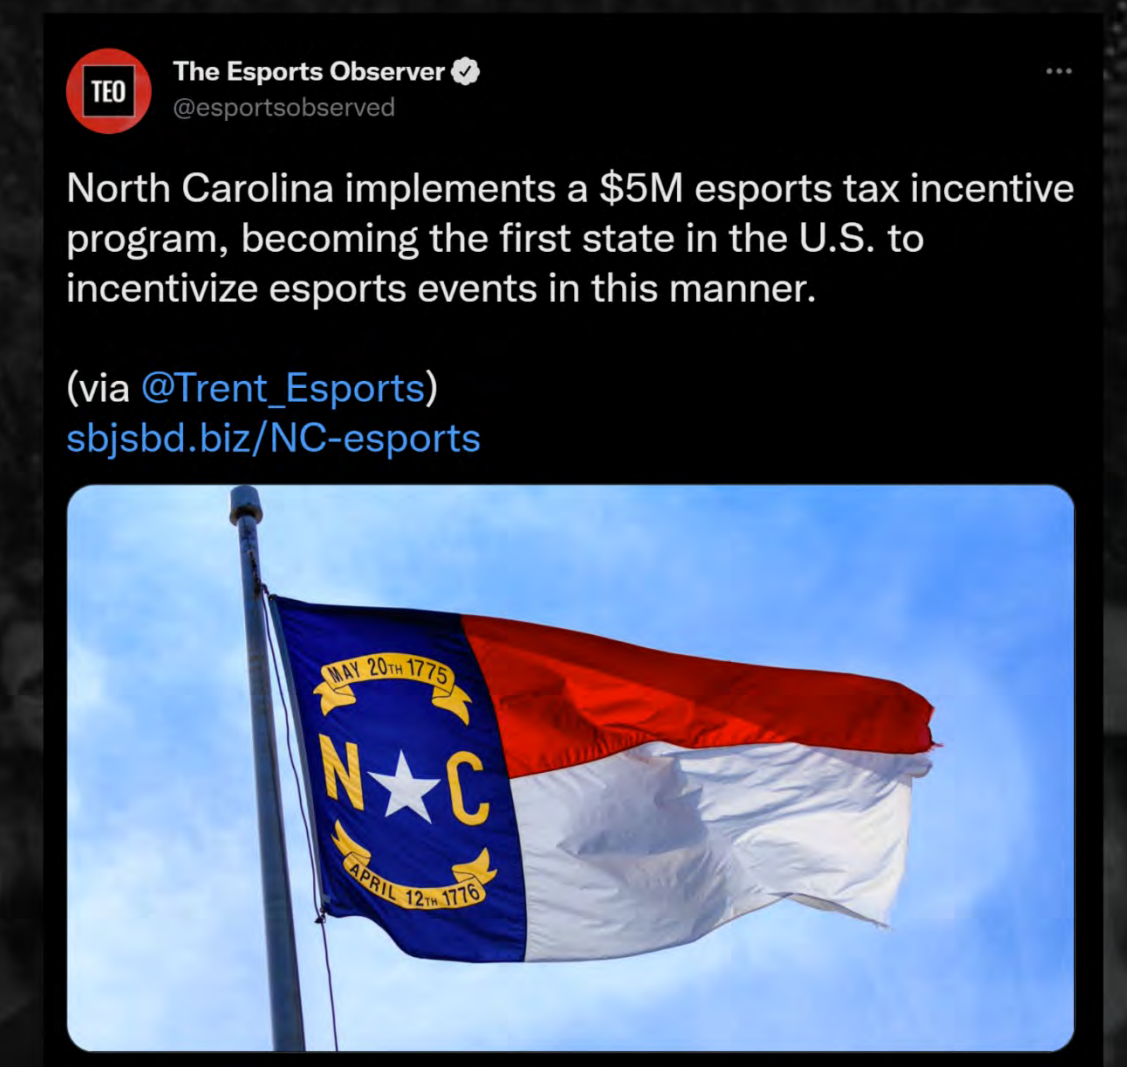 TEO
The Esports Observer
@esportsobserved
North Carolina implements a $5M esports tax incentive
program, becoming the first state in the U.S. to
incentivize esports events in this manner.
(via @Trent_Esports)
sbjsbd.biz/NC-esports
MAY 20TH 1775
N C
APRIL 12TH 1776